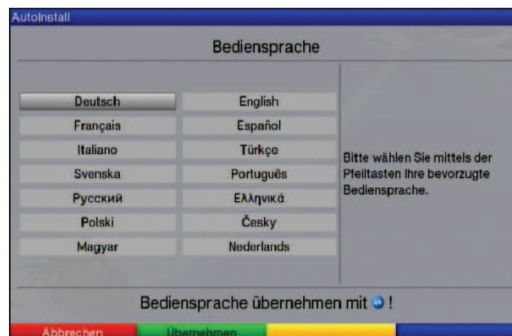 AutoInstall
Bediensprache
Deutsch English
Français Español
Italiano Türkçe
Svenska Português
Русский Ελληνικά
Polski Česky
Magyar Nederlands
Bitte wählen Sie mittels der
Pfeiltasten Ihre bevorzugte
Bediensprache.
Bediensprache übernehmen mit !
Abbrechen Übernehmen